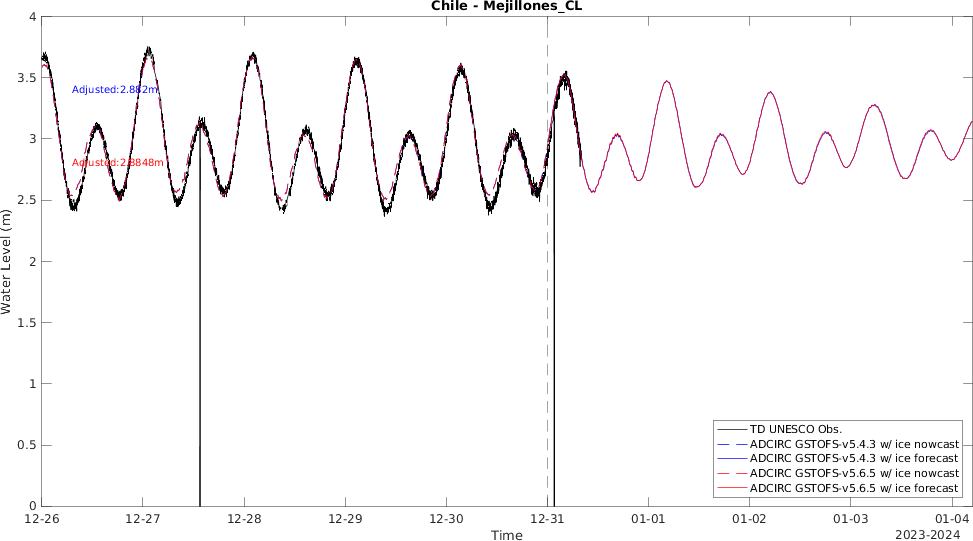 Chile - Mejillones_CL
4
3.5
3
2.5
2
1.5
1
0.5
0
Water Level (m)
Adjusted:2.882m
Adjusted:2.8848m
TD UNESCO Obs.
ADCIRC GSTOFS-v5.4.3 w/ ice nowcast
ADCIRC GSTOFS-v5.4.3 w/ ice forecast
ADCIRC GSTOFS-v5.6.5 w/ ice nowcast
ADCIRC GSTOFS-v5.6.5 w/ ice forecast
12-26 12-27 12-28 12-29 12-30 12-31 01-01 01-02 01-03 01-04
Time
2023-2024